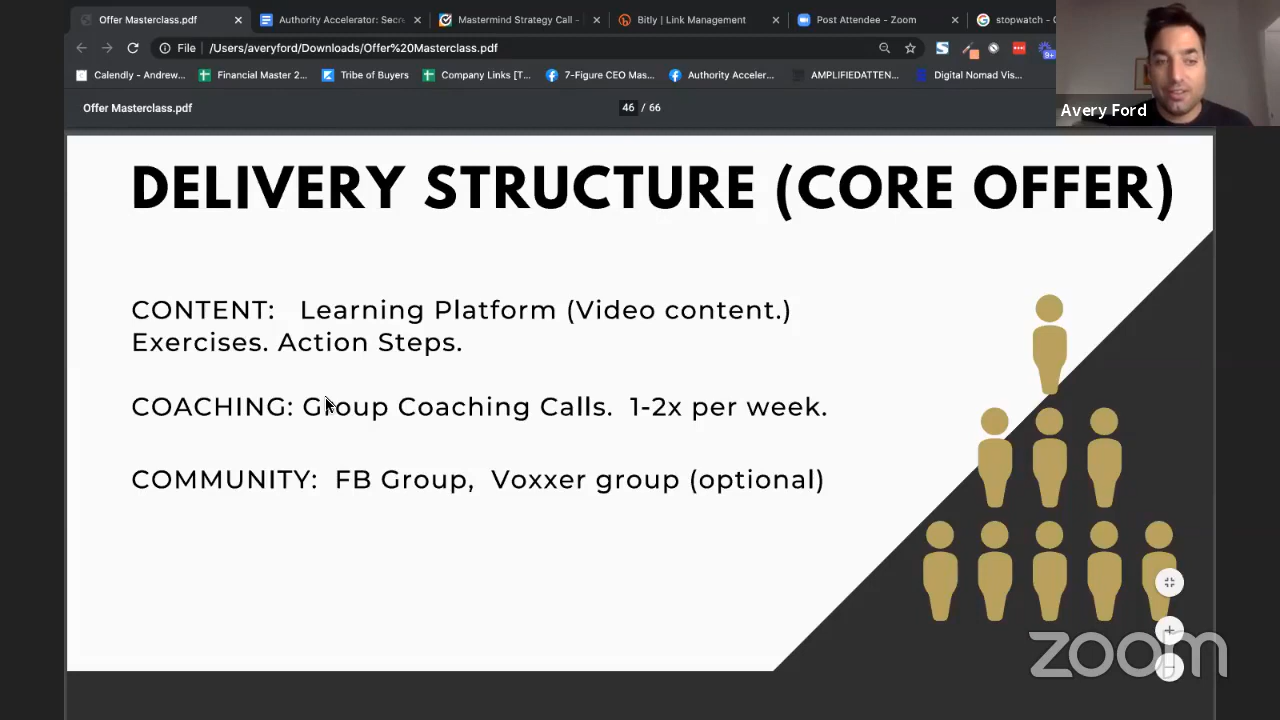 Offer Masterclass.pdf
Authority Accelerator: Secre
Mastermind Strategy Call -
Bitly | Link Management
Post Attendee - Zoom
stopwatch - G
File
/Users/averyford/Downloads/Offer%20Masterclass.pdf
9+
Calendly - Andrew...
Financial Master 2...
Tribe of Buyers
Company Links [T...
7-Figure CEO Mas...
Authority Acceler...
AMPLIFIEDATTEN...
Digital Nomad Vis...
Offer Masterclass.pdf
46 / 66
Avery Ford
DELIVERY STRUCTURE (CORE OFFER)
CONTENT: Learning Platform (Video content.)
Exercises. Action Steps.
COACHING: Group Coaching Calls. 1-2x per week.
COMMUNITY: FB Group, Voxxer group (optional)
zoom